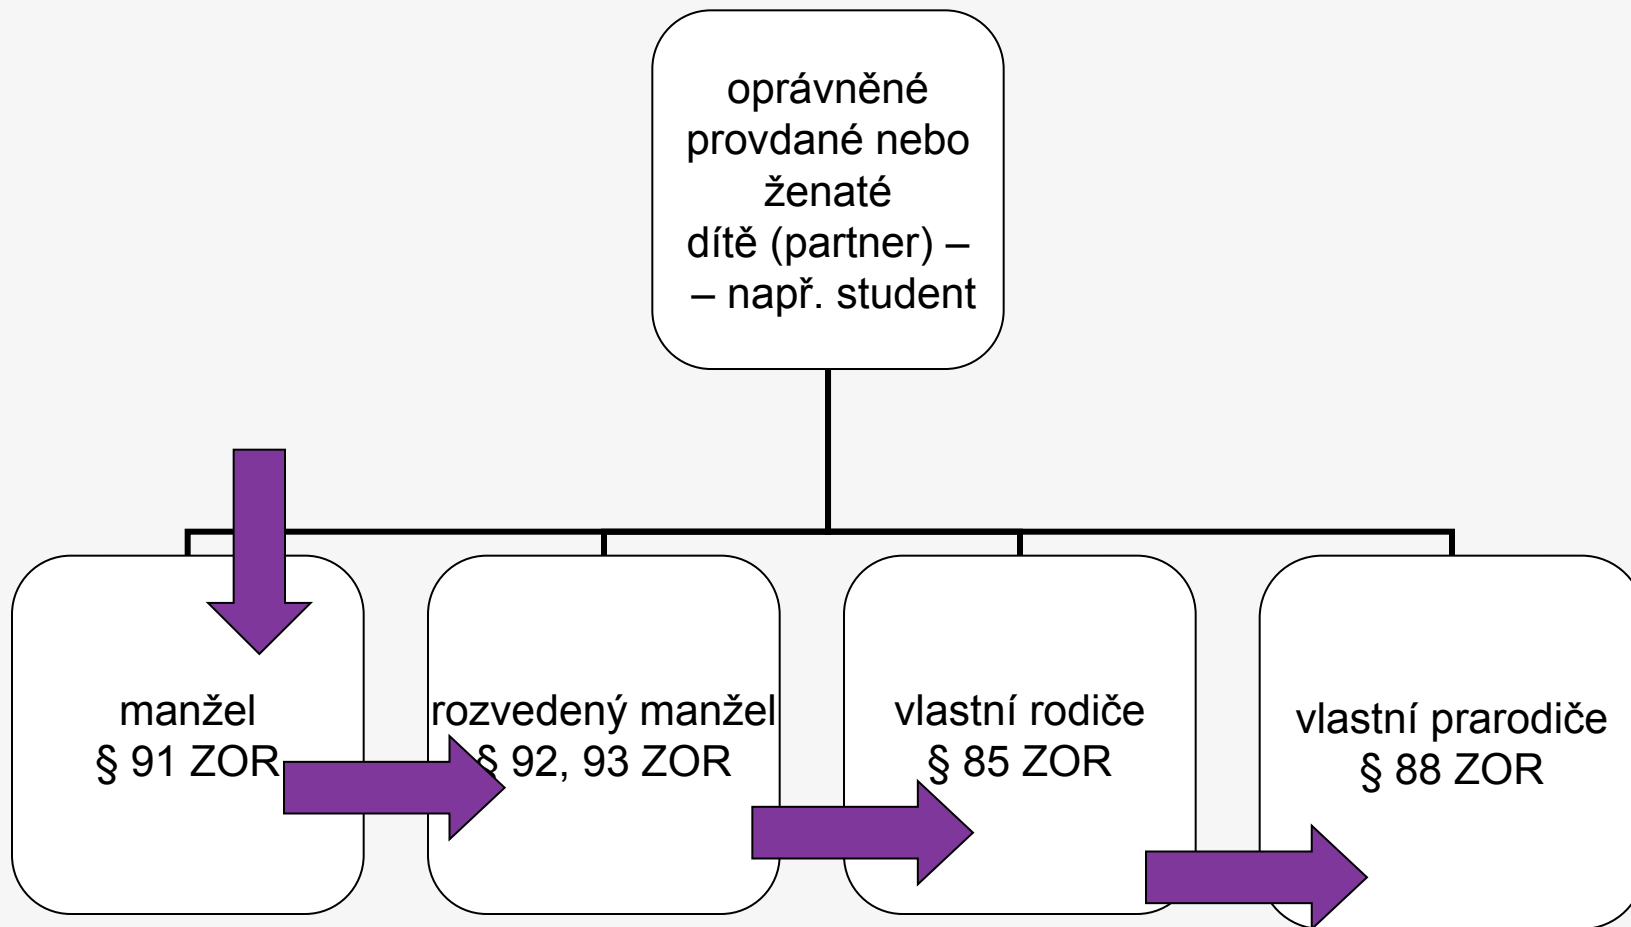 oprávněné
provdané nebo
ženaté
dítě (partner) –
– např. student
manžel
§ 91 ZOR
rozvedený manžel
§ 92, 93 ZOR
vlastní rodiče
§ 85 ZOR
vlastní prarodiče
§ 88 ZOR